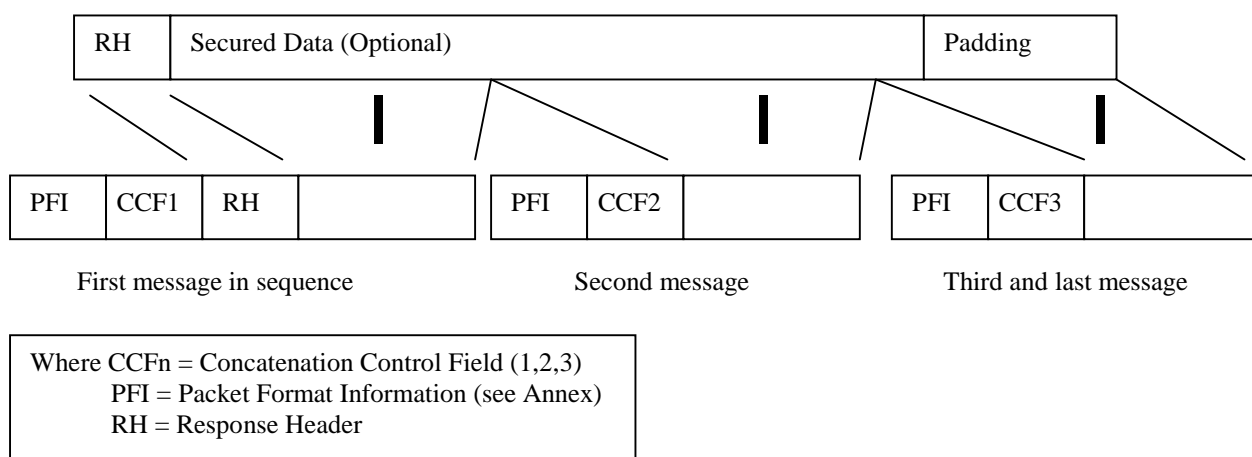 RH Secured Data (Optional) Padding
PFI CCF1 RH PFI CCF2 PFI CCF3
First message in sequence Second message Third and last message
Where CCFn = Concatenation Control Field (1,2,3)
PFI = Packet Format Information (see Annex)
RH = Response Header